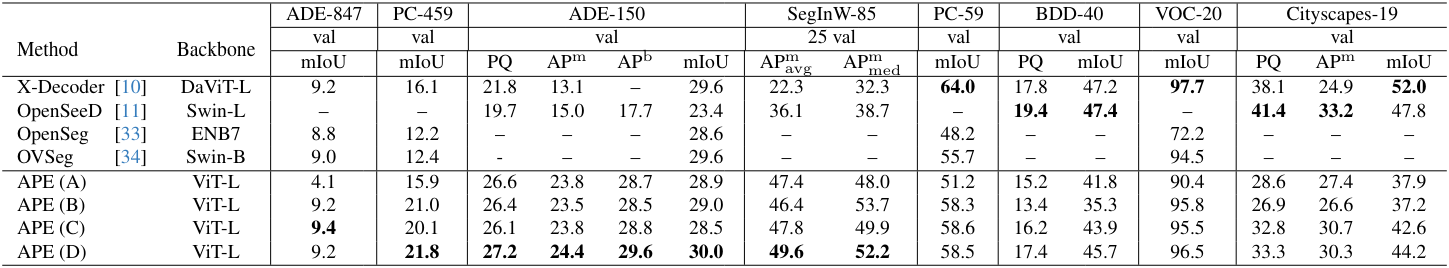 ADE-847 PC-459 ADE-150 SegInW-85 PC-59 BDD-40 VOC-20 Cityscapes-19
Method Backbone val val val 25 val val val val val
mIoU mIoU PQ APᵐ APᵇ mIoU APᵐavg APᵐmed mIoU PQ mIoU mIoU PQ APᵐ mIoU
X-Decoder [10] DaViT-L 9.2 16.1 21.8 13.1 – 29.6 22.3 32.3 64.0 17.8 47.2 97.7 38.1 24.9 52.0
OpenSeeD [11] Swin-L – – 19.7 15.0 17.7 23.4 36.1 38.7 – 19.4 47.4 – 41.4 33.2 47.8
OpenSeg [33] ENB7 8.8 12.2 – – – 28.6 – – 48.2 – – 72.2 – – –
OVSeg [34] Swin-B 9.0 12.4 - – – 29.6 – – 55.7 – – 94.5 – – –
APE (A) ViT-L 4.1 15.9 26.6 23.8 28.7 28.9 47.4 48.0 51.2 15.2 41.8 90.4 28.6 27.4 37.9
APE (B) ViT-L 9.2 21.0 26.4 23.5 28.5 29.0 46.4 53.7 58.3 13.4 35.3 95.8 26.9 26.6 37.2
APE (C) ViT-L 9.4 20.1 26.1 23.8 28.8 28.5 47.8 49.9 58.6 16.2 43.9 95.5 32.8 30.7 42.6
APE (D) ViT-L 9.2 21.8 27.2 24.4 29.6 30.0 49.6 52.2 58.5 17.4 45.7 96.5 33.3 30.3 44.2